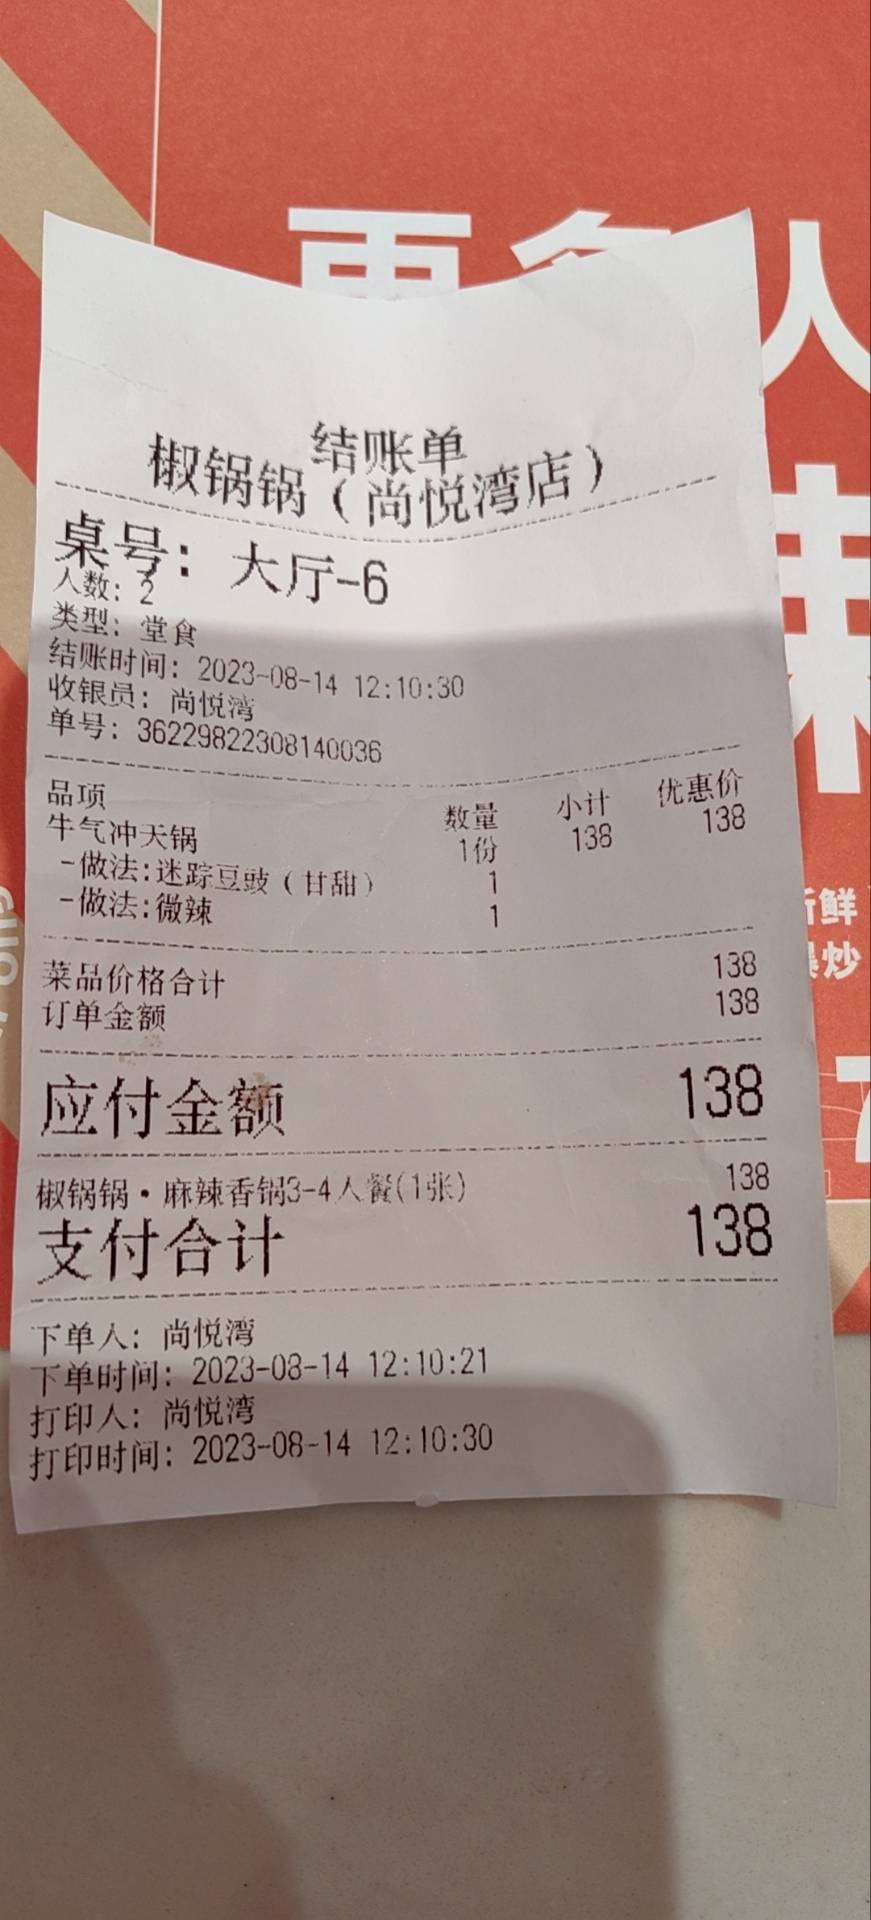 人
结账单
椒锅锅（尚悦湾店）
桌号：大厅-6
人数：2
类型：堂食
结账时间：2023-08-14 12:10:30
收银员：尚悦湾
单号：36229822308140036
品项 数量 小计 优惠价
牛气冲天锅 1份 138 138
-做法:迷踪豆豉（甘甜） 1
-做法:微辣 1
菜品价格合计 138
订单金额 138
应付金额 138
椒锅锅•麻辣香锅3-4人餐(1张) 138
支付合计 138
下单人：尚悦湾
下单时间：2023-08-14 12:10:21
打印人：尚悦湾
打印时间：2023-08-14 12:10:30
鲜
炒